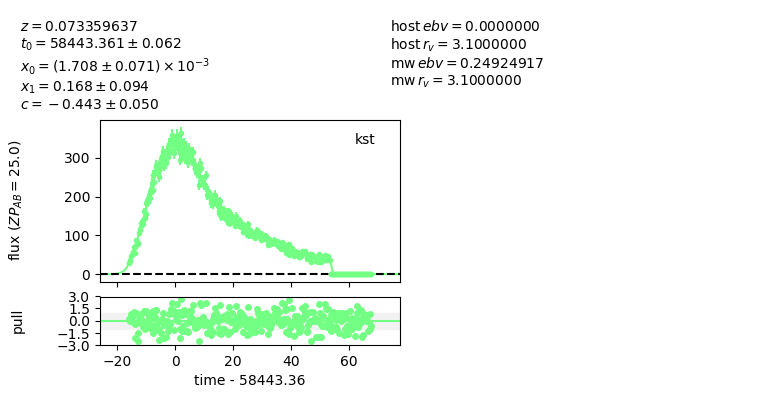 z = 0.073359637
t₀ = 58443.361 ± 0.062
x₀ = (1.708 ± 0.071) × 10⁻³
x₁ = 0.168 ± 0.094
c = −0.443 ± 0.050
host ebv = 0.0000000
host r_v = 3.1000000
mw ebv = 0.24924917
mw r_v = 3.1000000
kst
flux (ZP_AB = 25.0)
300
200
100
0
pull
3.0
1.5
0.0
−1.5
−3.0
−20 0 20 40 60
time - 58443.36